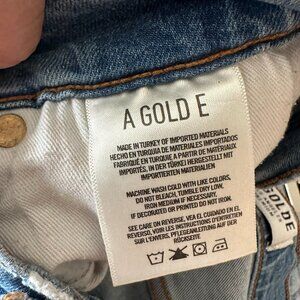 A GOLD E
MADE IN TURKEY OF IMPORTED MATERIALS
HECHO EN TURQUIA DE MATERIALES IMPORTADOS
FABRIQUÉ EN TURQUIE A PARTIR DE MATÉRIAUX
IMPORTÉS, IN DER TÜRKEI HERGESTELLT MIT
IMPORTIERTEN MATERIALIEN
MACHINE WASH COLD WITH LIKE COLORS,
DO NOT BLEACH, TUMBLE DRY LOW,
IRON MEDIUM IF NECESSARY.
IF DECORATED OR PRINTED DO NOT IRON.
SEE CARE ON REVERSE, VEA EL CUIDADO EN EL
REVERSO, VOIR LES INSTRUCTIONS D'ENTRETIEN
SUR L'ENVERS, PFLEGEANLEITUNG AUF DER
RÜCKSEITE
GOLDE